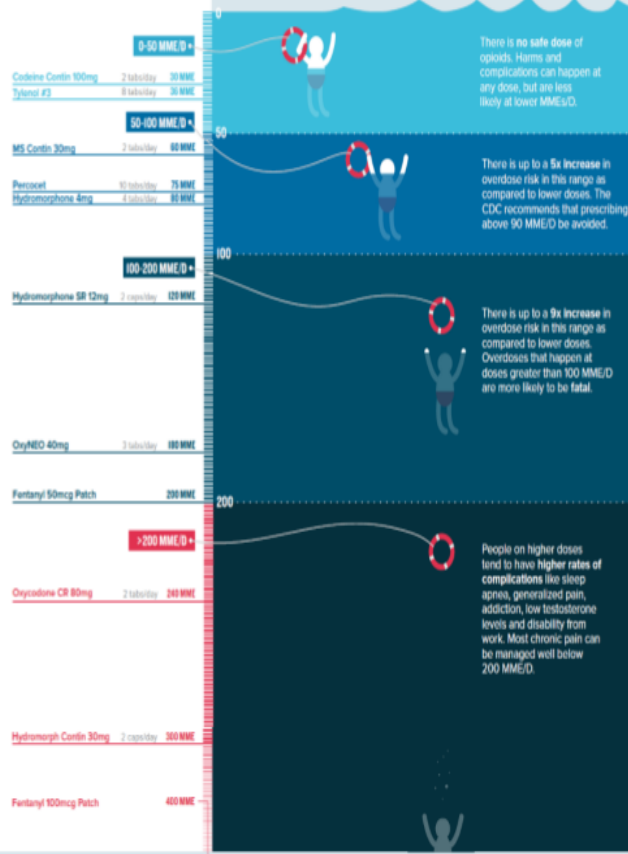 0
0-50 MME/D
There is no safe dose of
opioids. Harms and
complications can happen at
any dose, but are less
likely at lower MMEs/D.
Codeine Contin 100mg 2 tabs/day 30 MME
Tylenol #3 8 tabs/day 36 MME
50-100 MME/D
50
MS Contin 30mg 2 tabs/day 60 MME
Percocet 10 tabs/day 75 MME
Hydromorphone 4mg 4 tabs/day 80 MME
There is up to a 5x increase in
overdose risk in this range as
compared to lower doses. The
CDC recommends that prescribing
above 90 MME/D be avoided.
100
100-200 MME/D
Hydromorphone SR 12mg 2 caps/day 120 MME
There is up to a 9x increase in
overdose risk in this range as
compared to lower doses.
Overdoses that happen at
doses greater than 100 MME/D
are more likely to be fatal.
OxyNEO 40mg 3 tabs/day 180 MME
Fentanyl 50mcg Patch 200 MME
200
>200 MME/D
People on higher doses
tend to have higher rates of
complications like sleep
apnea, generalized pain,
addiction, low testosterone
levels and disability from
work. Most chronic pain can
be managed well below
200 MME/D.
Oxycodone CR 80mg 2 tabs/day 240 MME
Hydromorph Contin 30mg 2 caps/day 300 MME
Fentanyl 100mcg Patch 400 MME